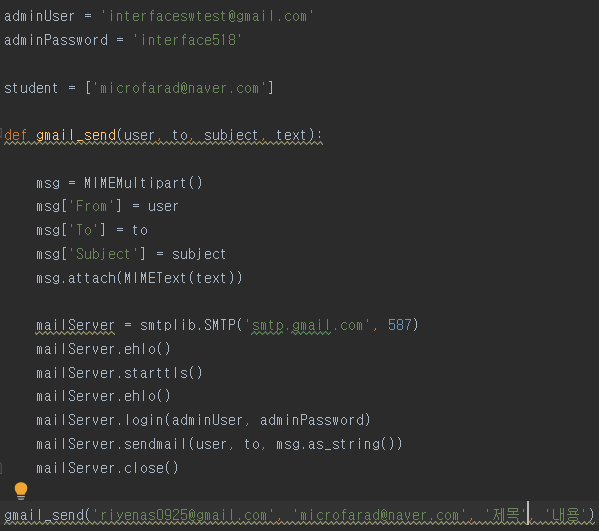 adminUser = 'interfaceswtest@gmail.com'
adminPassword = 'interface518'
student = ['microfarad@naver.com']
def gmail_send(user, to, subject, text):
msg = MIMEMultipart()
msg['From'] = user
msg['To'] = to
msg['Subject'] = subject
msg.attach(MIMEText(text))
mailServer = smtplib.SMTP('smtp.gmail.com', 587)
mailServer.ehlo()
mailServer.starttls()
mailServer.ehlo()
mailServer.login(adminUser, adminPassword)
mailServer.sendmail(user, to, msg.as_string())
mailServer.close()
gmail_send('riyenas0925@gmail.com', 'microfarad@naver.com', '제목', '내용')